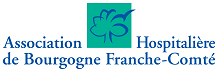 Association Hospitalière
de Bourgogne Franche-Comté